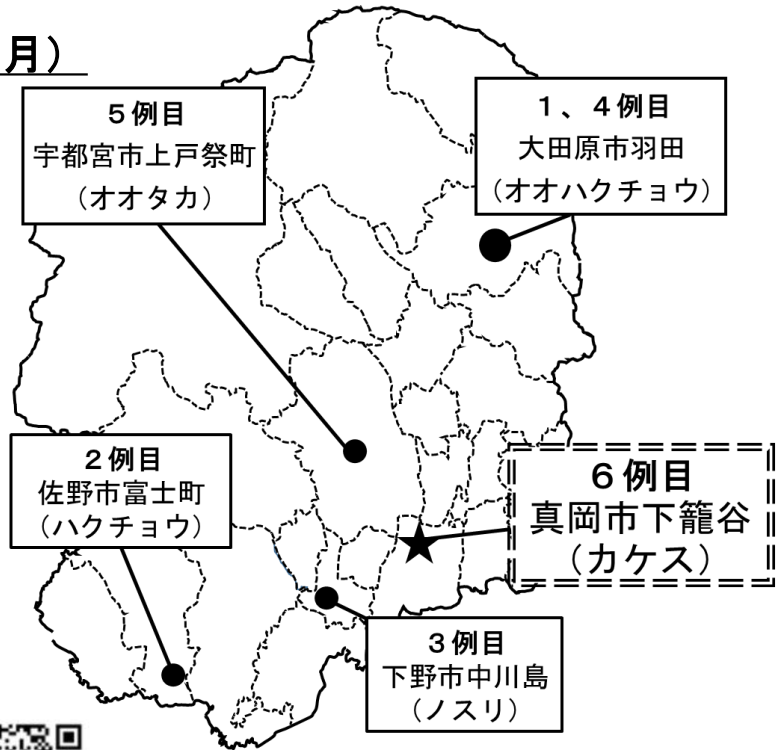 月）
５例目
宇都宮市上戸祭町
（オオタカ）
１、４例目
大田原市羽田
（オオハクチョウ）
２例目
佐野市富士町
（ハクチョウ）
６例目
真岡市下籠谷
（カケス）
３例目
下野市中川島
（ノスリ）